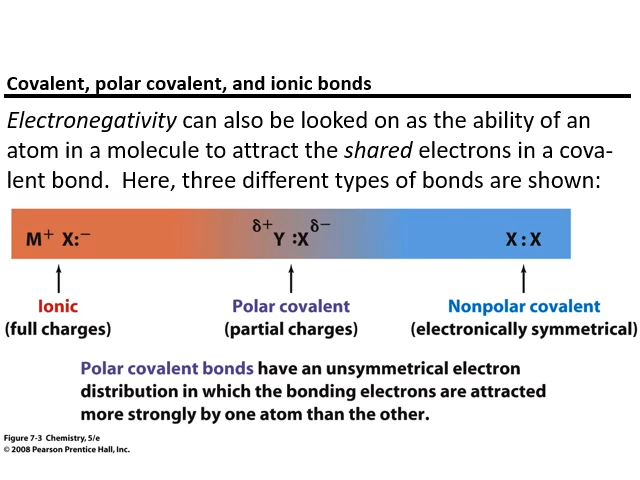 Covalent, polar covalent, and ionic bonds
Electronegativity can also be looked on as the ability of an
atom in a molecule to attract the shared electrons in a cova-
lent bond.  Here, three different types of bonds are shown:
M⁺ X:⁻ δ⁺ Y :X δ⁻ X:X
Ionic Polar covalent Nonpolar covalent
(full charges) (partial charges) (electronically symmetrical)
Polar covalent bonds have an unsymmetrical electron
distribution in which the bonding electrons are attracted
more strongly by one atom than the other.
Figure 7-3 Chemistry, 5/e
© 2008 Pearson Prentice Hall, Inc.